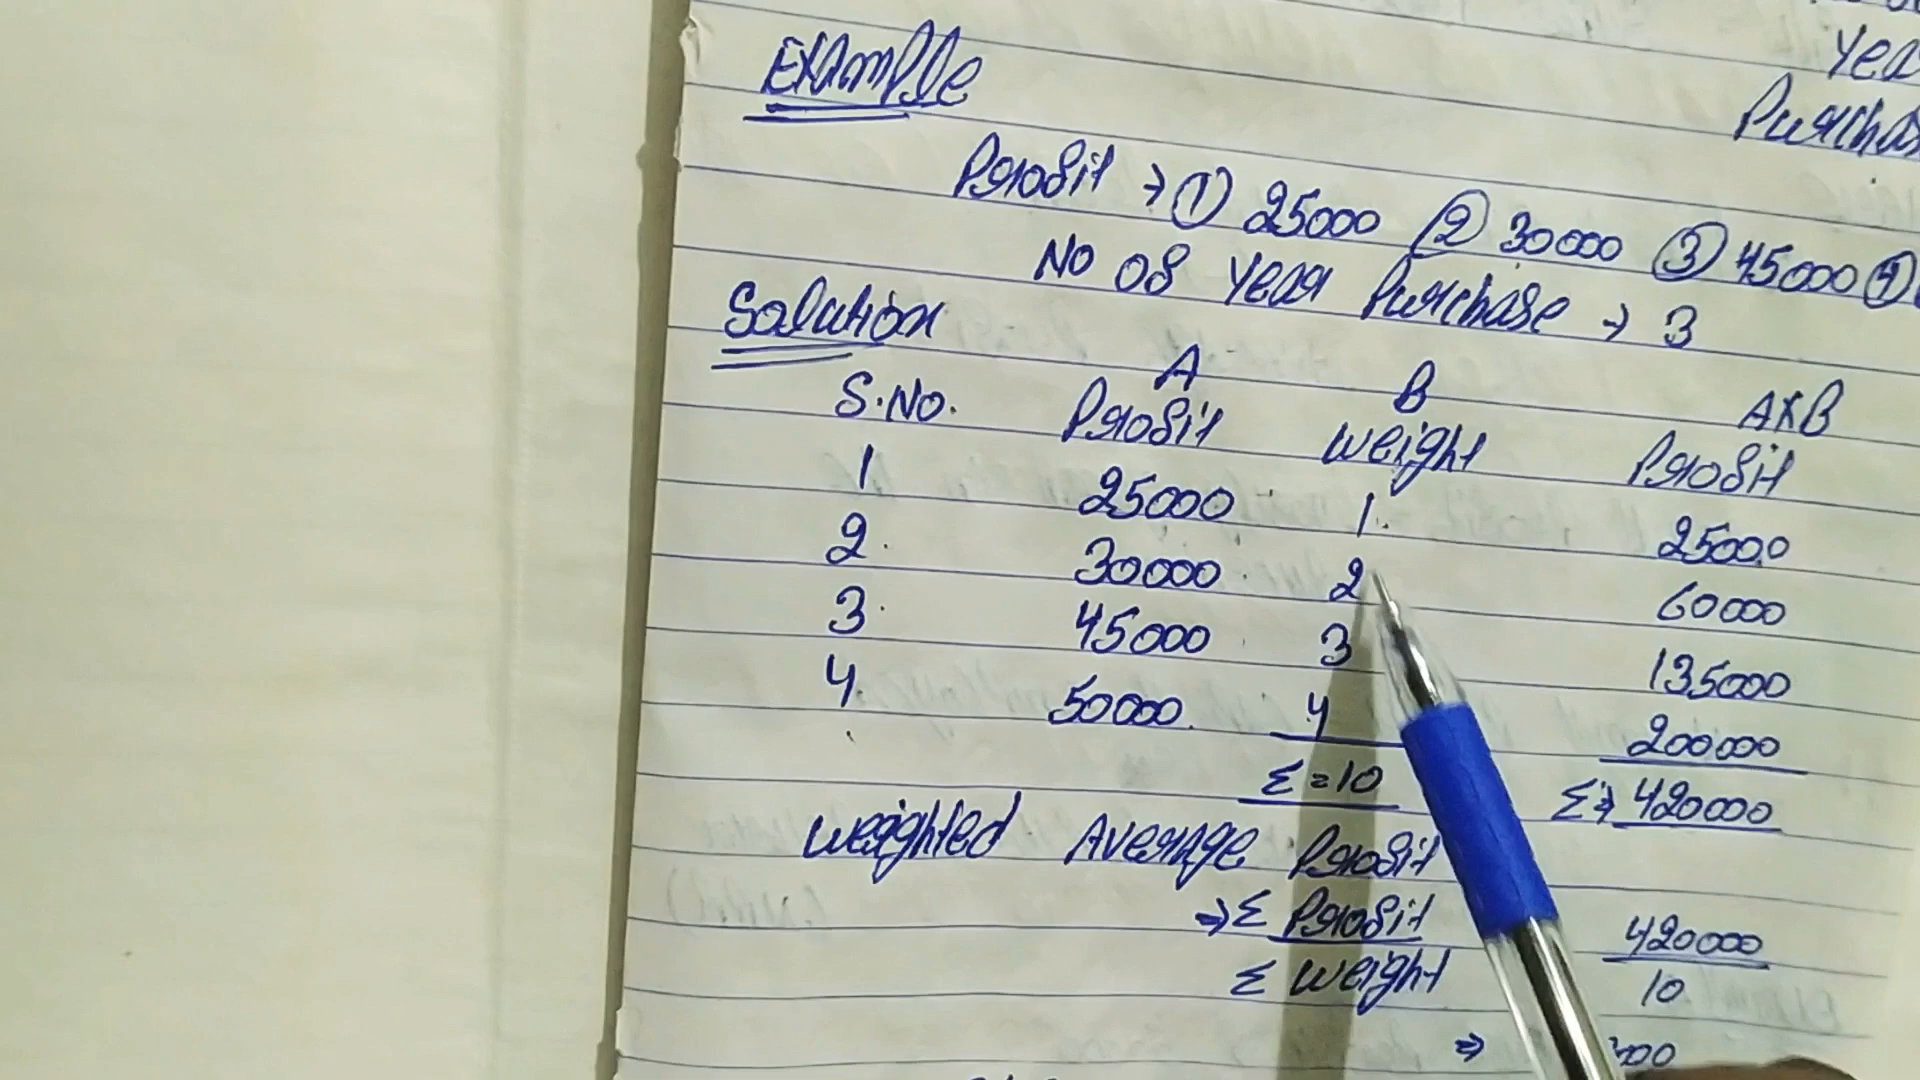 Example
Profit → ① 25000 ② 30000 ③ 45000 ④
No of Year Purchase → 3
Solution
A B A×B
S.No. Profit weight Profit
1 25000 1 25000
2 30000 2 60000
3 45000 3 135000
4 50000 4 200000
Σ = 10 Σ ⇒ 420000
weighted Average Profit
⇒ Σ Profit 420000
Σ weight 10
⇒